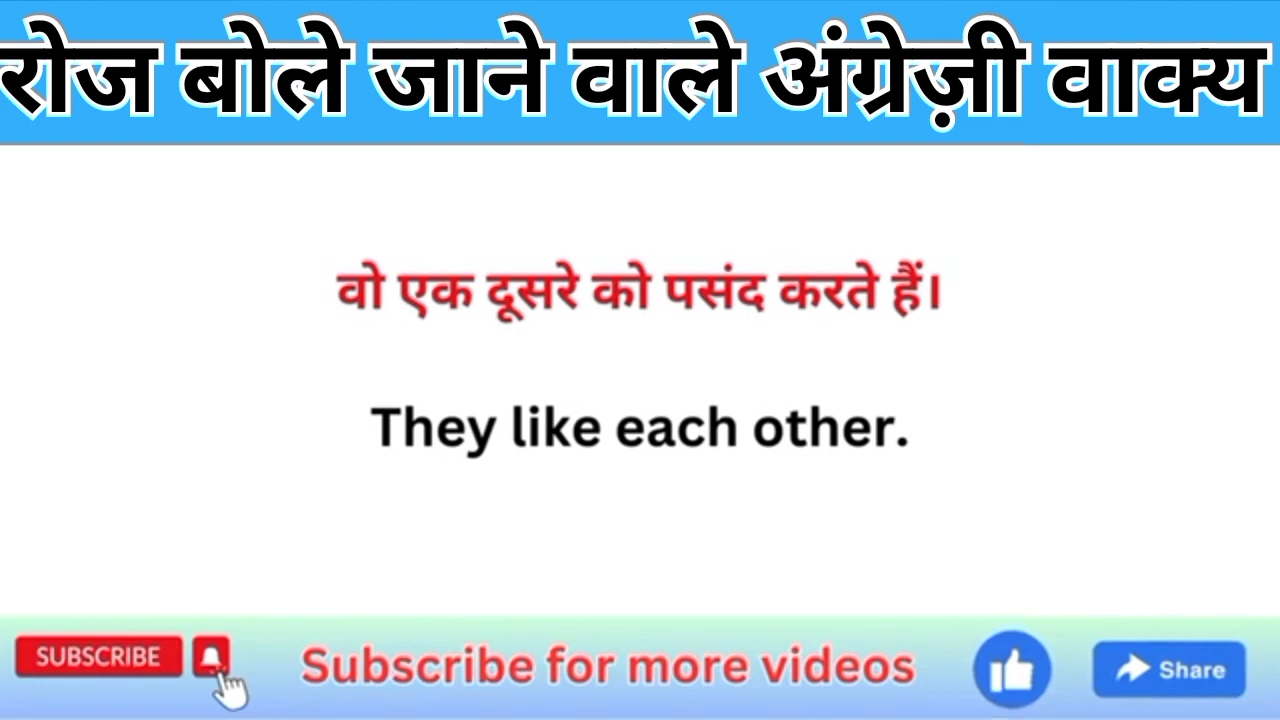 रोज बोले जाने वाले अंग्रेज़ी वाक्य
वो एक दूसरे को पसंद करते हैं।
They like each other.
SUBSCRIBE
Subscribe for more videos
Share